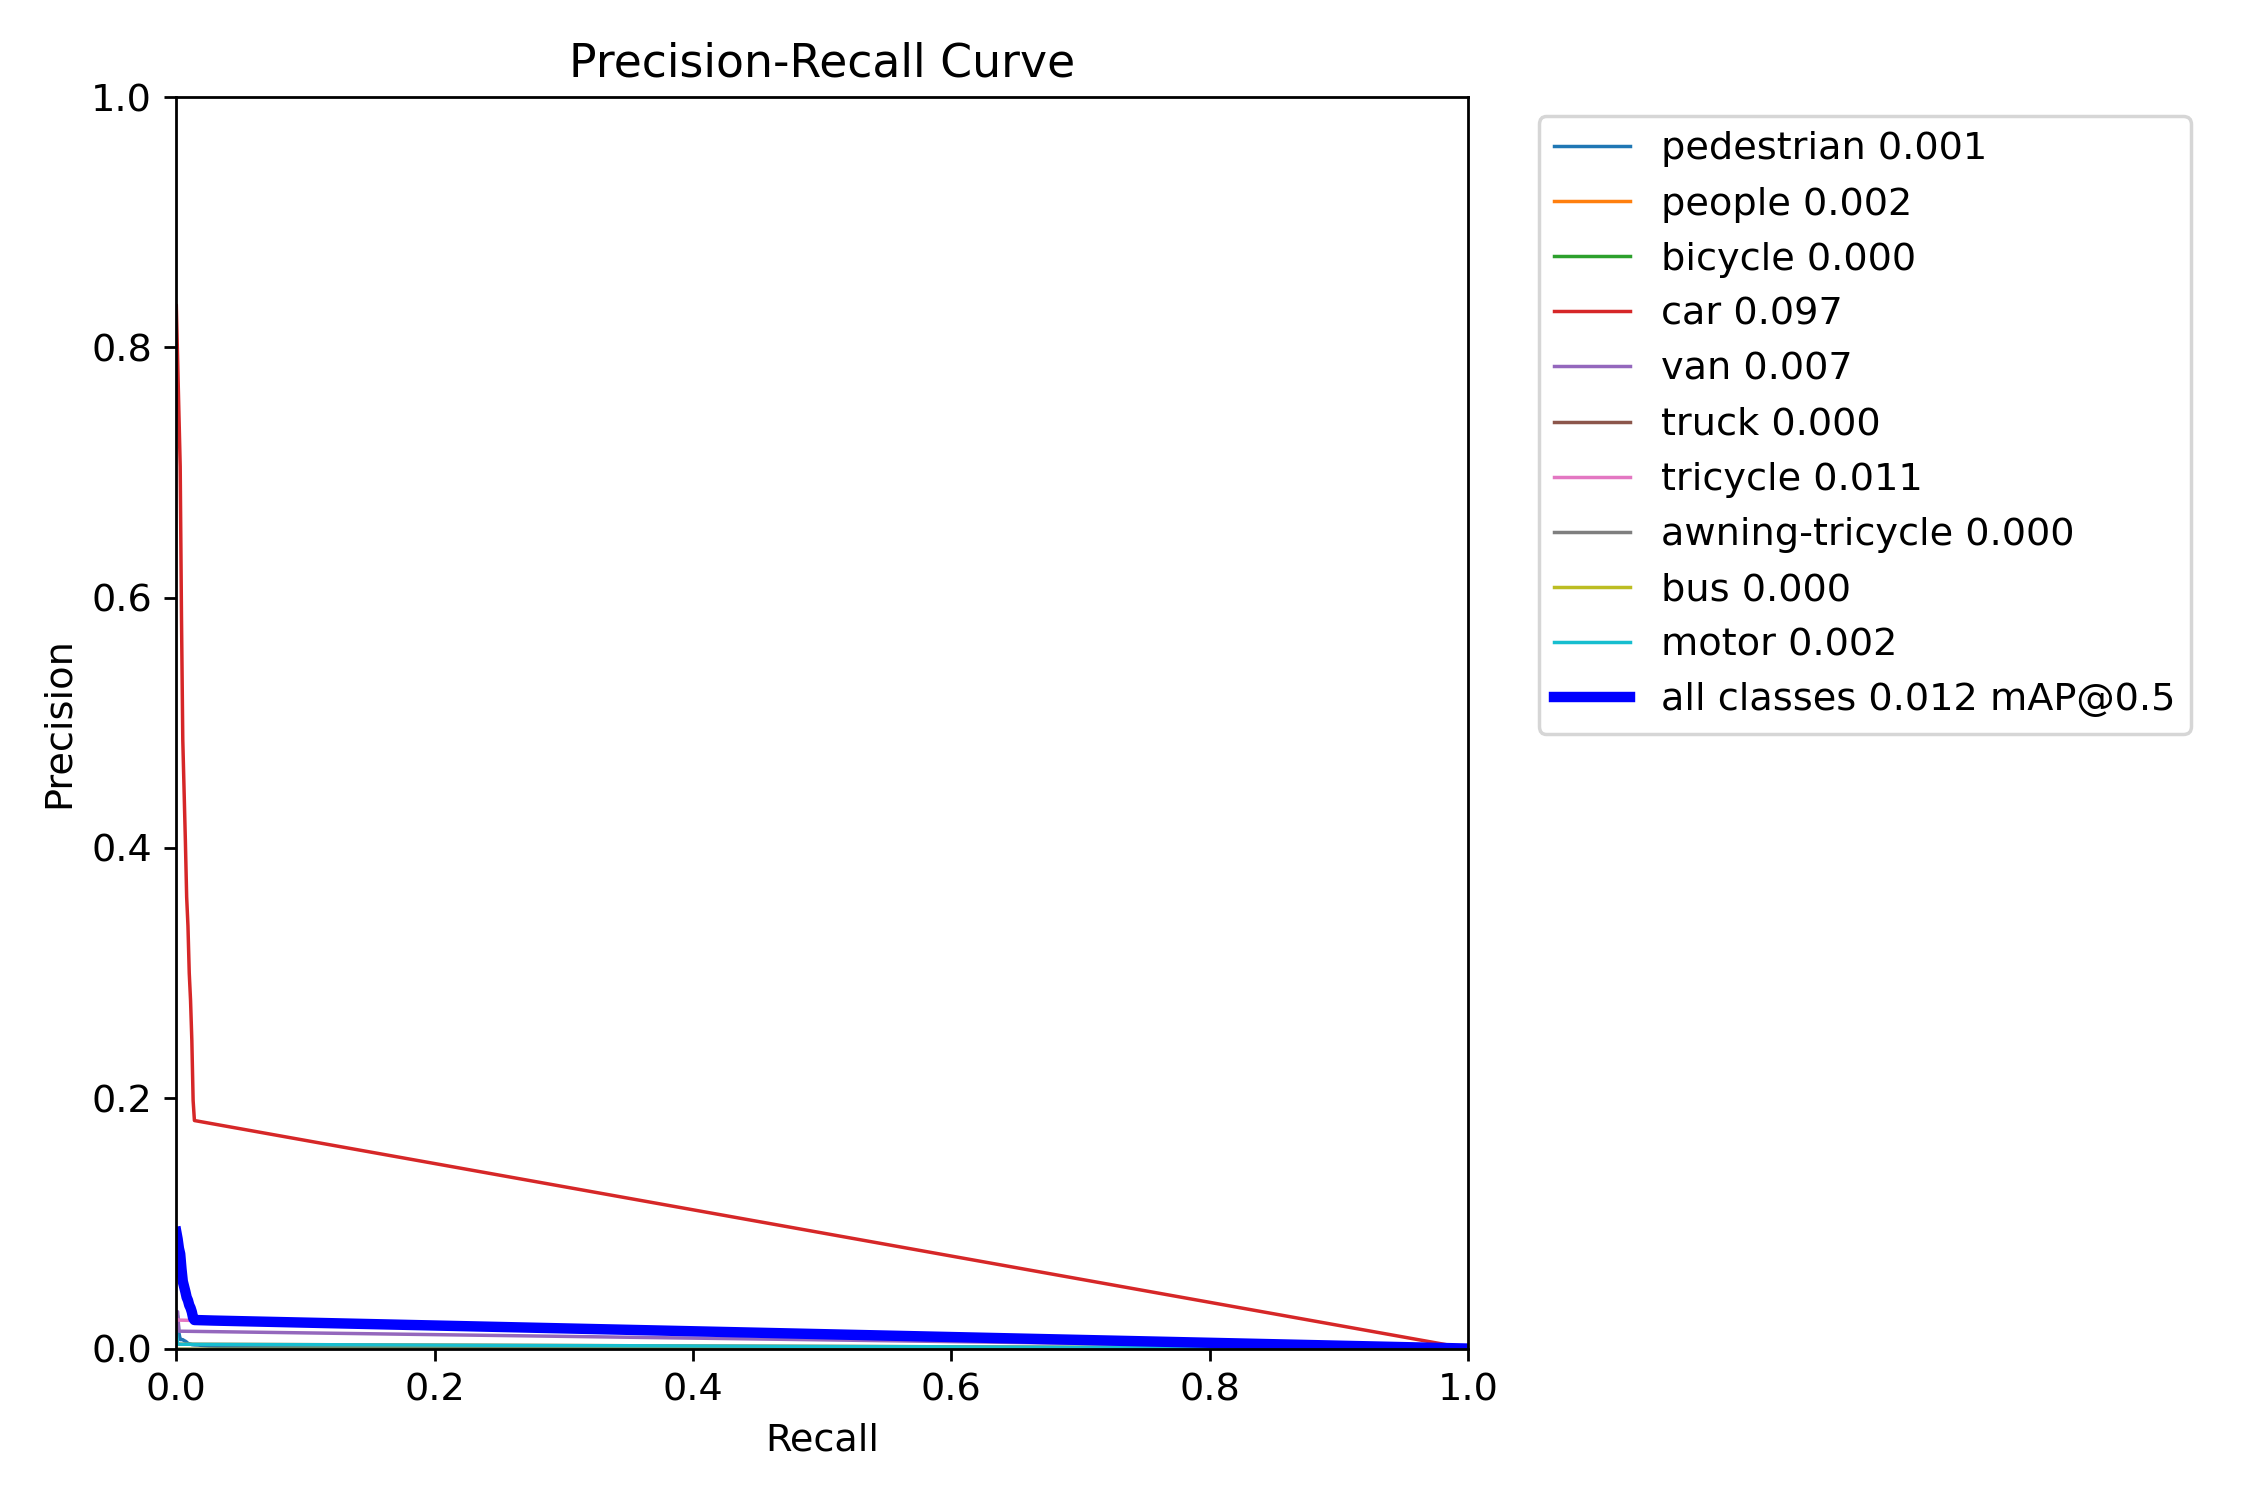 Precision-Recall Curve
1.0
0.8
0.6
0.4
0.2
0.0
Precision
0.0 0.2 0.4 0.6 0.8 1.0
Recall
pedestrian 0.001
people 0.002
bicycle 0.000
car 0.097
van 0.007
truck 0.000
tricycle 0.011
awning-tricycle 0.000
bus 0.000
motor 0.002
all classes 0.012 mAP@0.5